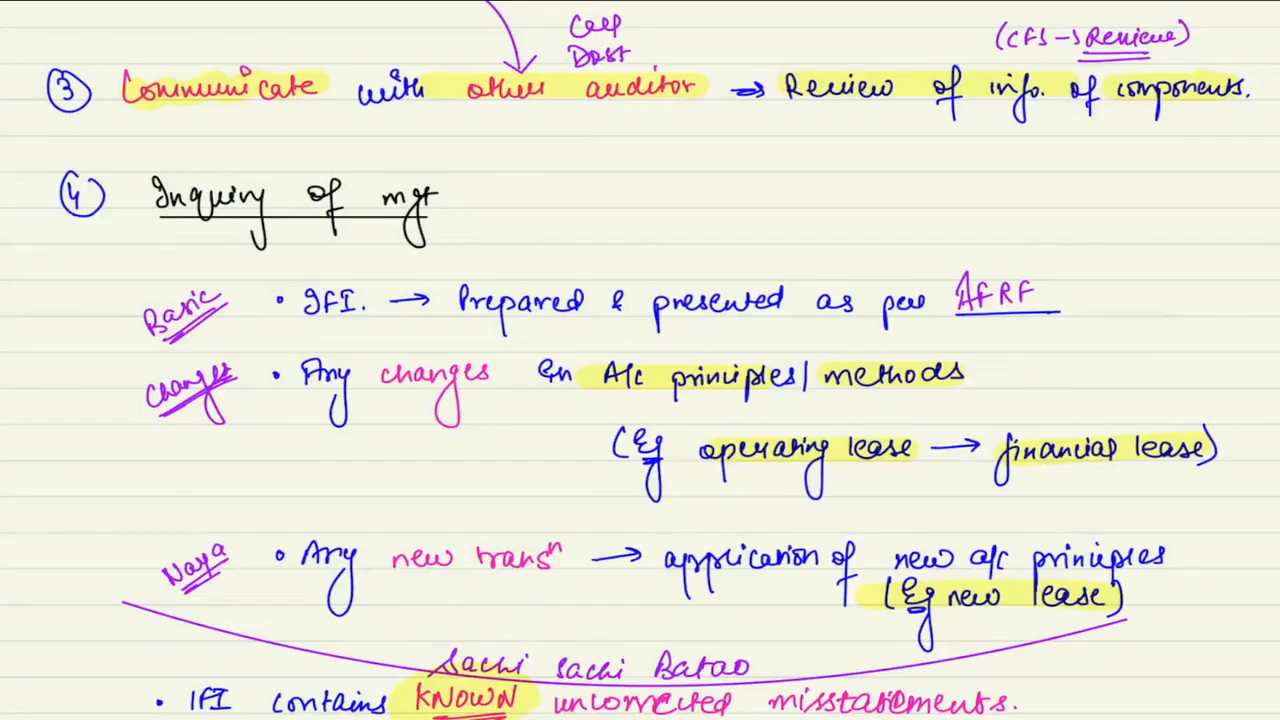 (CFS → Review)
③ Communicate with other auditor → Review of info. of components.
④ Inquiry of mgt
Basic • IFI. → Prepared & presented as per AFRF
Changes • Any changes in A/c principles/methods
(Eg operating lease → financial lease)
Naya • Any new transⁿ → application of new a/c principles
(Eg new lease)
Sachi Sachi Batao
• IFI contains KNOWN uncorrected misstatements.